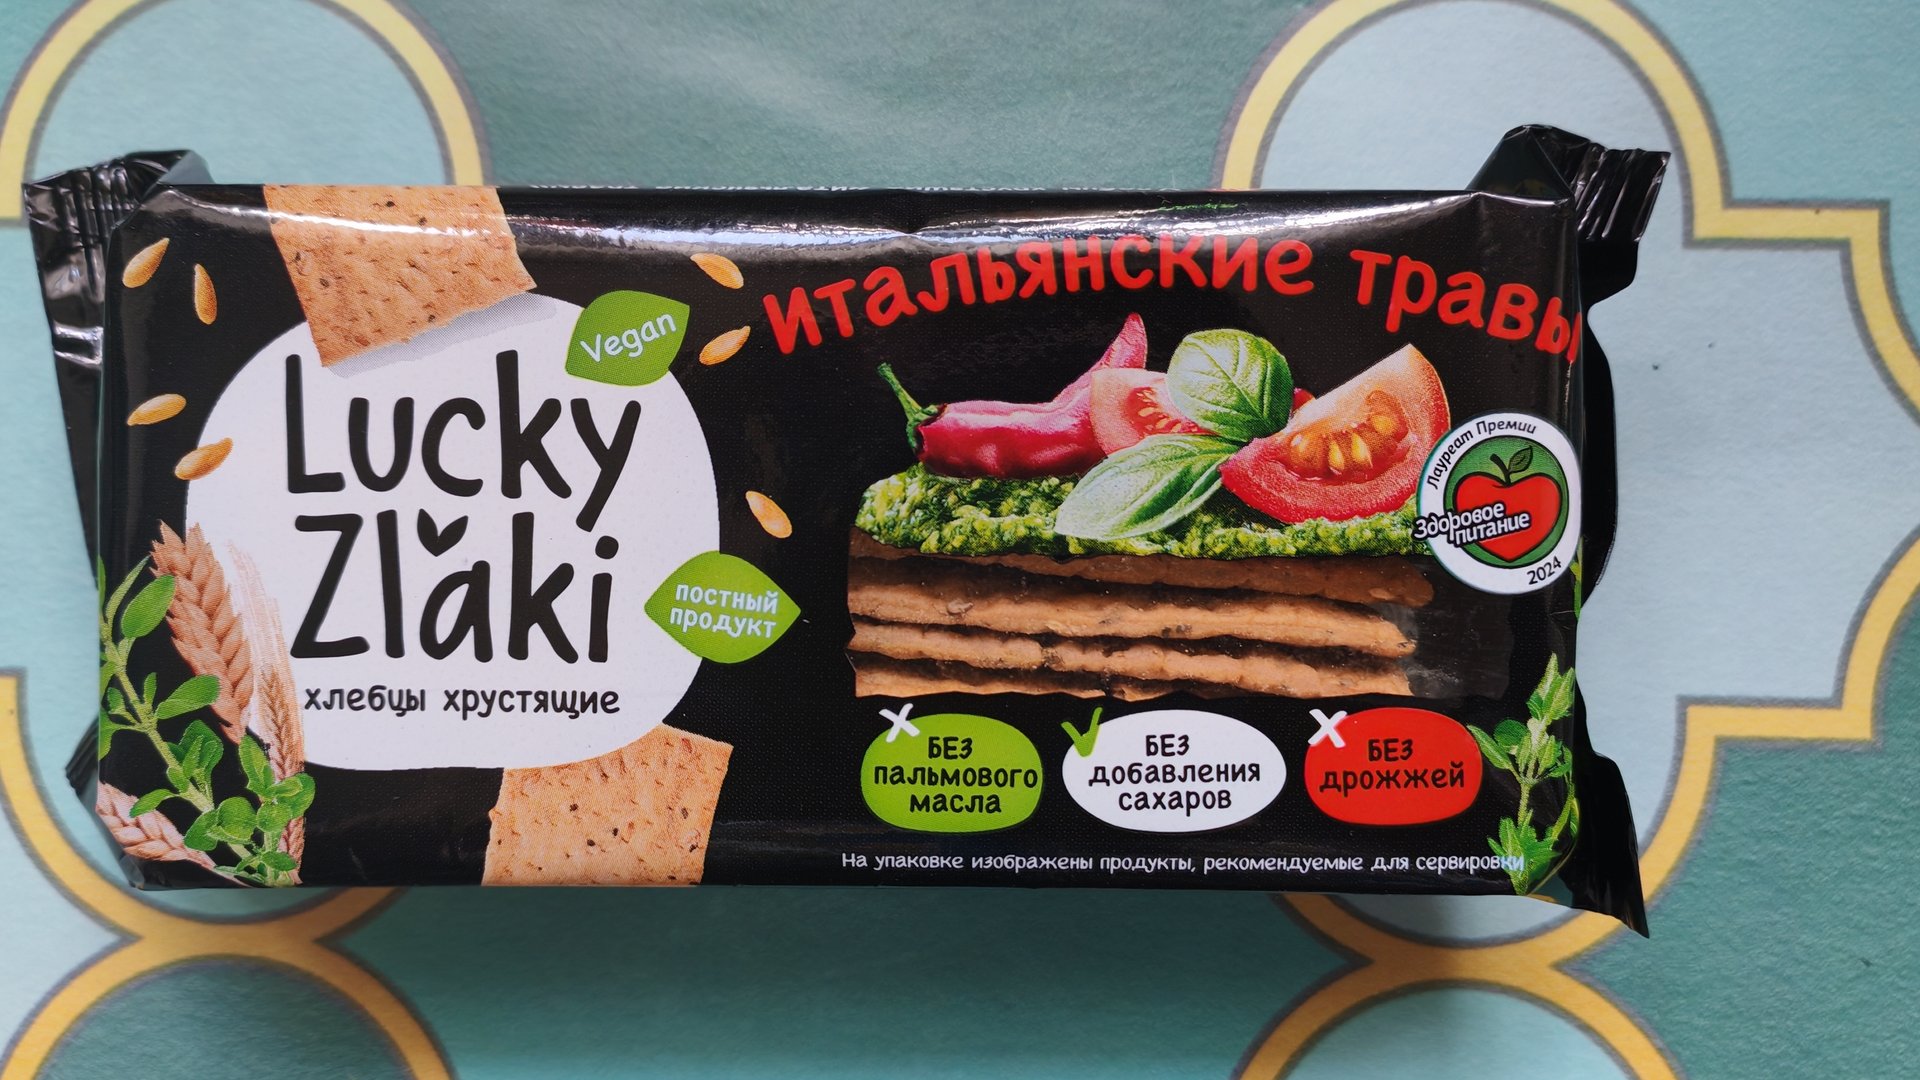 Lucky
Zlaki
хлебцы хрустящие
Vegan
постный
продукт
итальянские травы
Лауреат Премии
Здоровое
питание
2024
БЕЗ
пальмового
масла
БЕЗ
добавления
сахаров
БЕЗ
дрожжей
На упаковке изображены продукты, рекомендуемые для сервировки